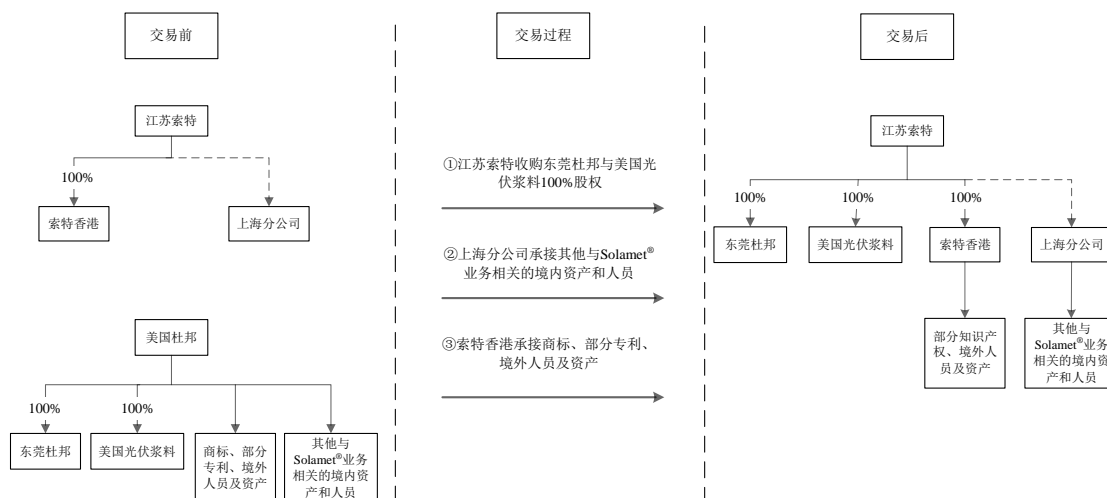 交易前
江苏索特
100%
索特香港
上海分公司
美国杜邦
100%
100%
东莞杜邦
美国光伏浆料
商标、部分
专利、境外
人员及资产
其他与
Solamet®业务
相关的境内资
产和人员
交易过程
①江苏索特收购东莞杜邦与美国光
伏浆料100%股权
②上海分公司承接其他与Solamet®
业务相关的境内资产和人员
③索特香港承接商标、部分专利、
境外人员及资产
交易后
江苏索特
100%
100%
100%
东莞杜邦
美国光伏浆料
索特香港
上海分公司
部分知识产
权、境外人
员及资产
其他与
Solamet®业务
相关的境内资
产和人员